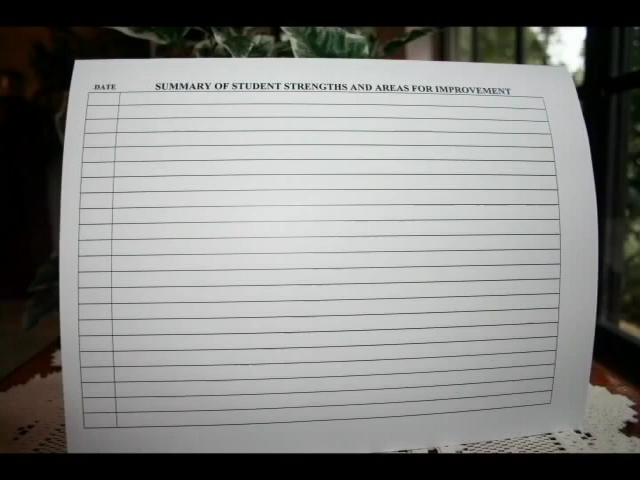 DATE SUMMARY OF STUDENT STRENGTHS AND AREAS FOR IMPROVEMENT